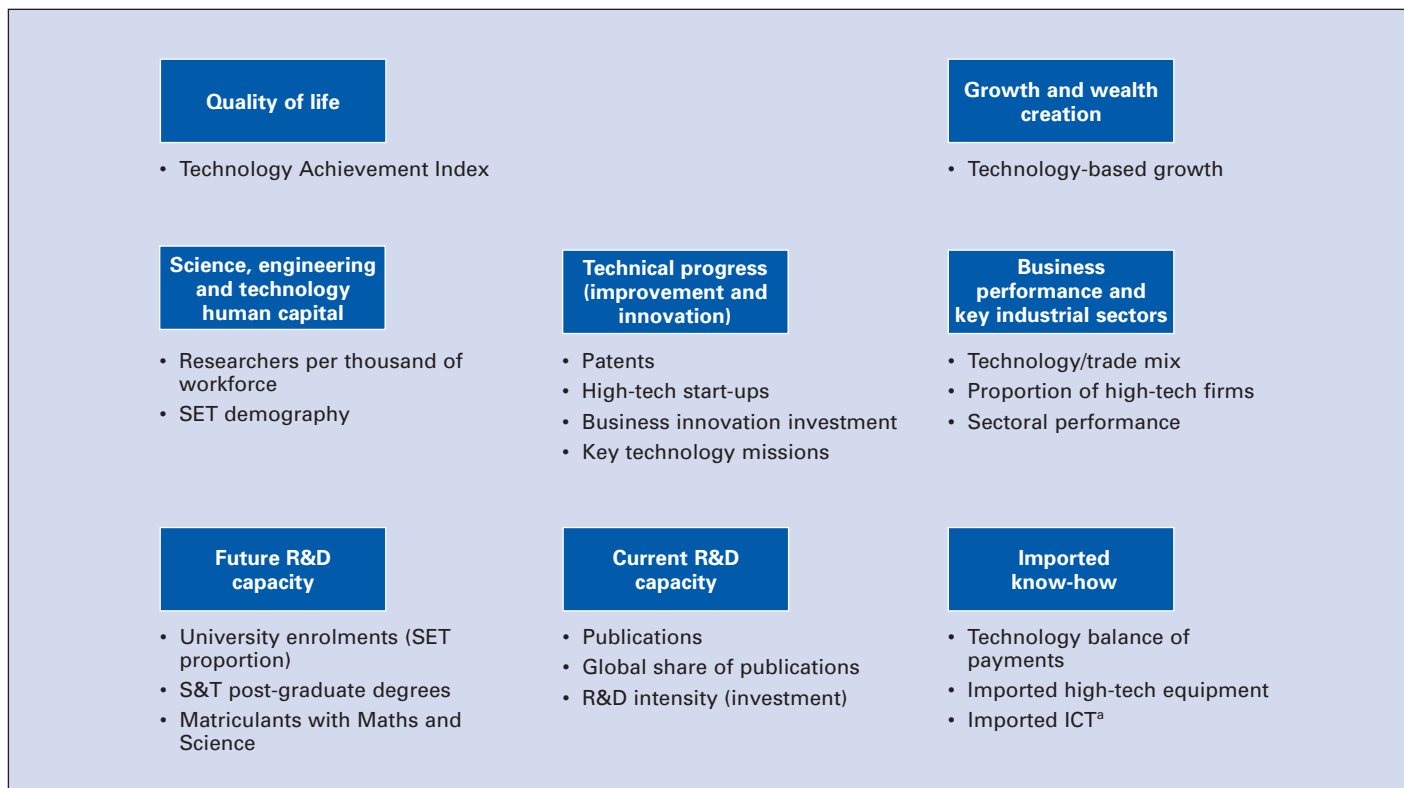 Quality of life
• Technology Achievement Index
Growth and wealth
creation
• Technology-based growth
Science, engineering
and technology
human capital
• Researchers per thousand of
workforce
• SET demography
Technical progress
(improvement and
innovation)
• Patents
• High-tech start-ups
• Business innovation investment
• Key technology missions
Business
performance and
key industrial sectors
• Technology/trade mix
• Proportion of high-tech firms
• Sectoral performance
Future R&D
capacity
• University enrolments (SET
proportion)
• S&T post-graduate degrees
• Matriculants with Maths and
Science
Current R&D
capacity
• Publications
• Global share of publications
• R&D intensity (investment)
Imported
know-how
• Technology balance of
payments
• Imported high-tech equipment
• Imported ICTᵃ